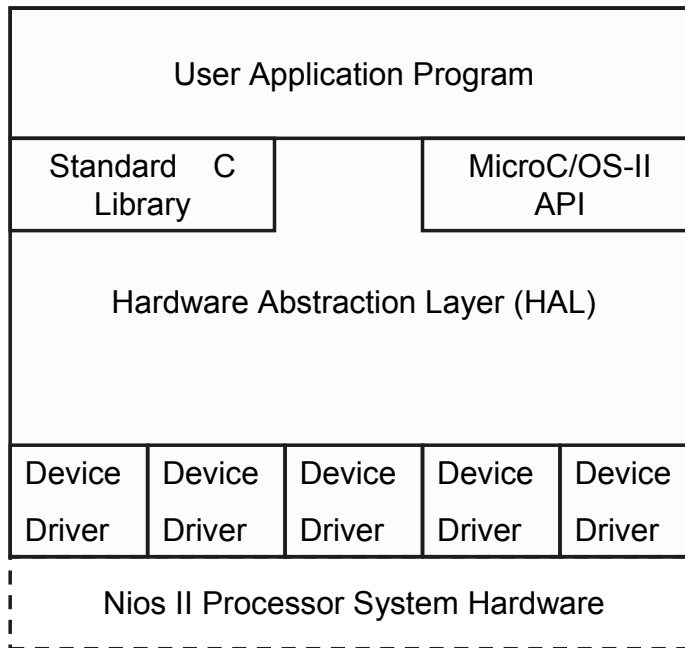 User Application Program
Standard C
Library
MicroC/OS-II
API
Hardware Abstraction Layer (HAL)
Device
Driver
Device
Driver
Device
Driver
Device
Driver
Device
Driver
Nios II Processor System Hardware